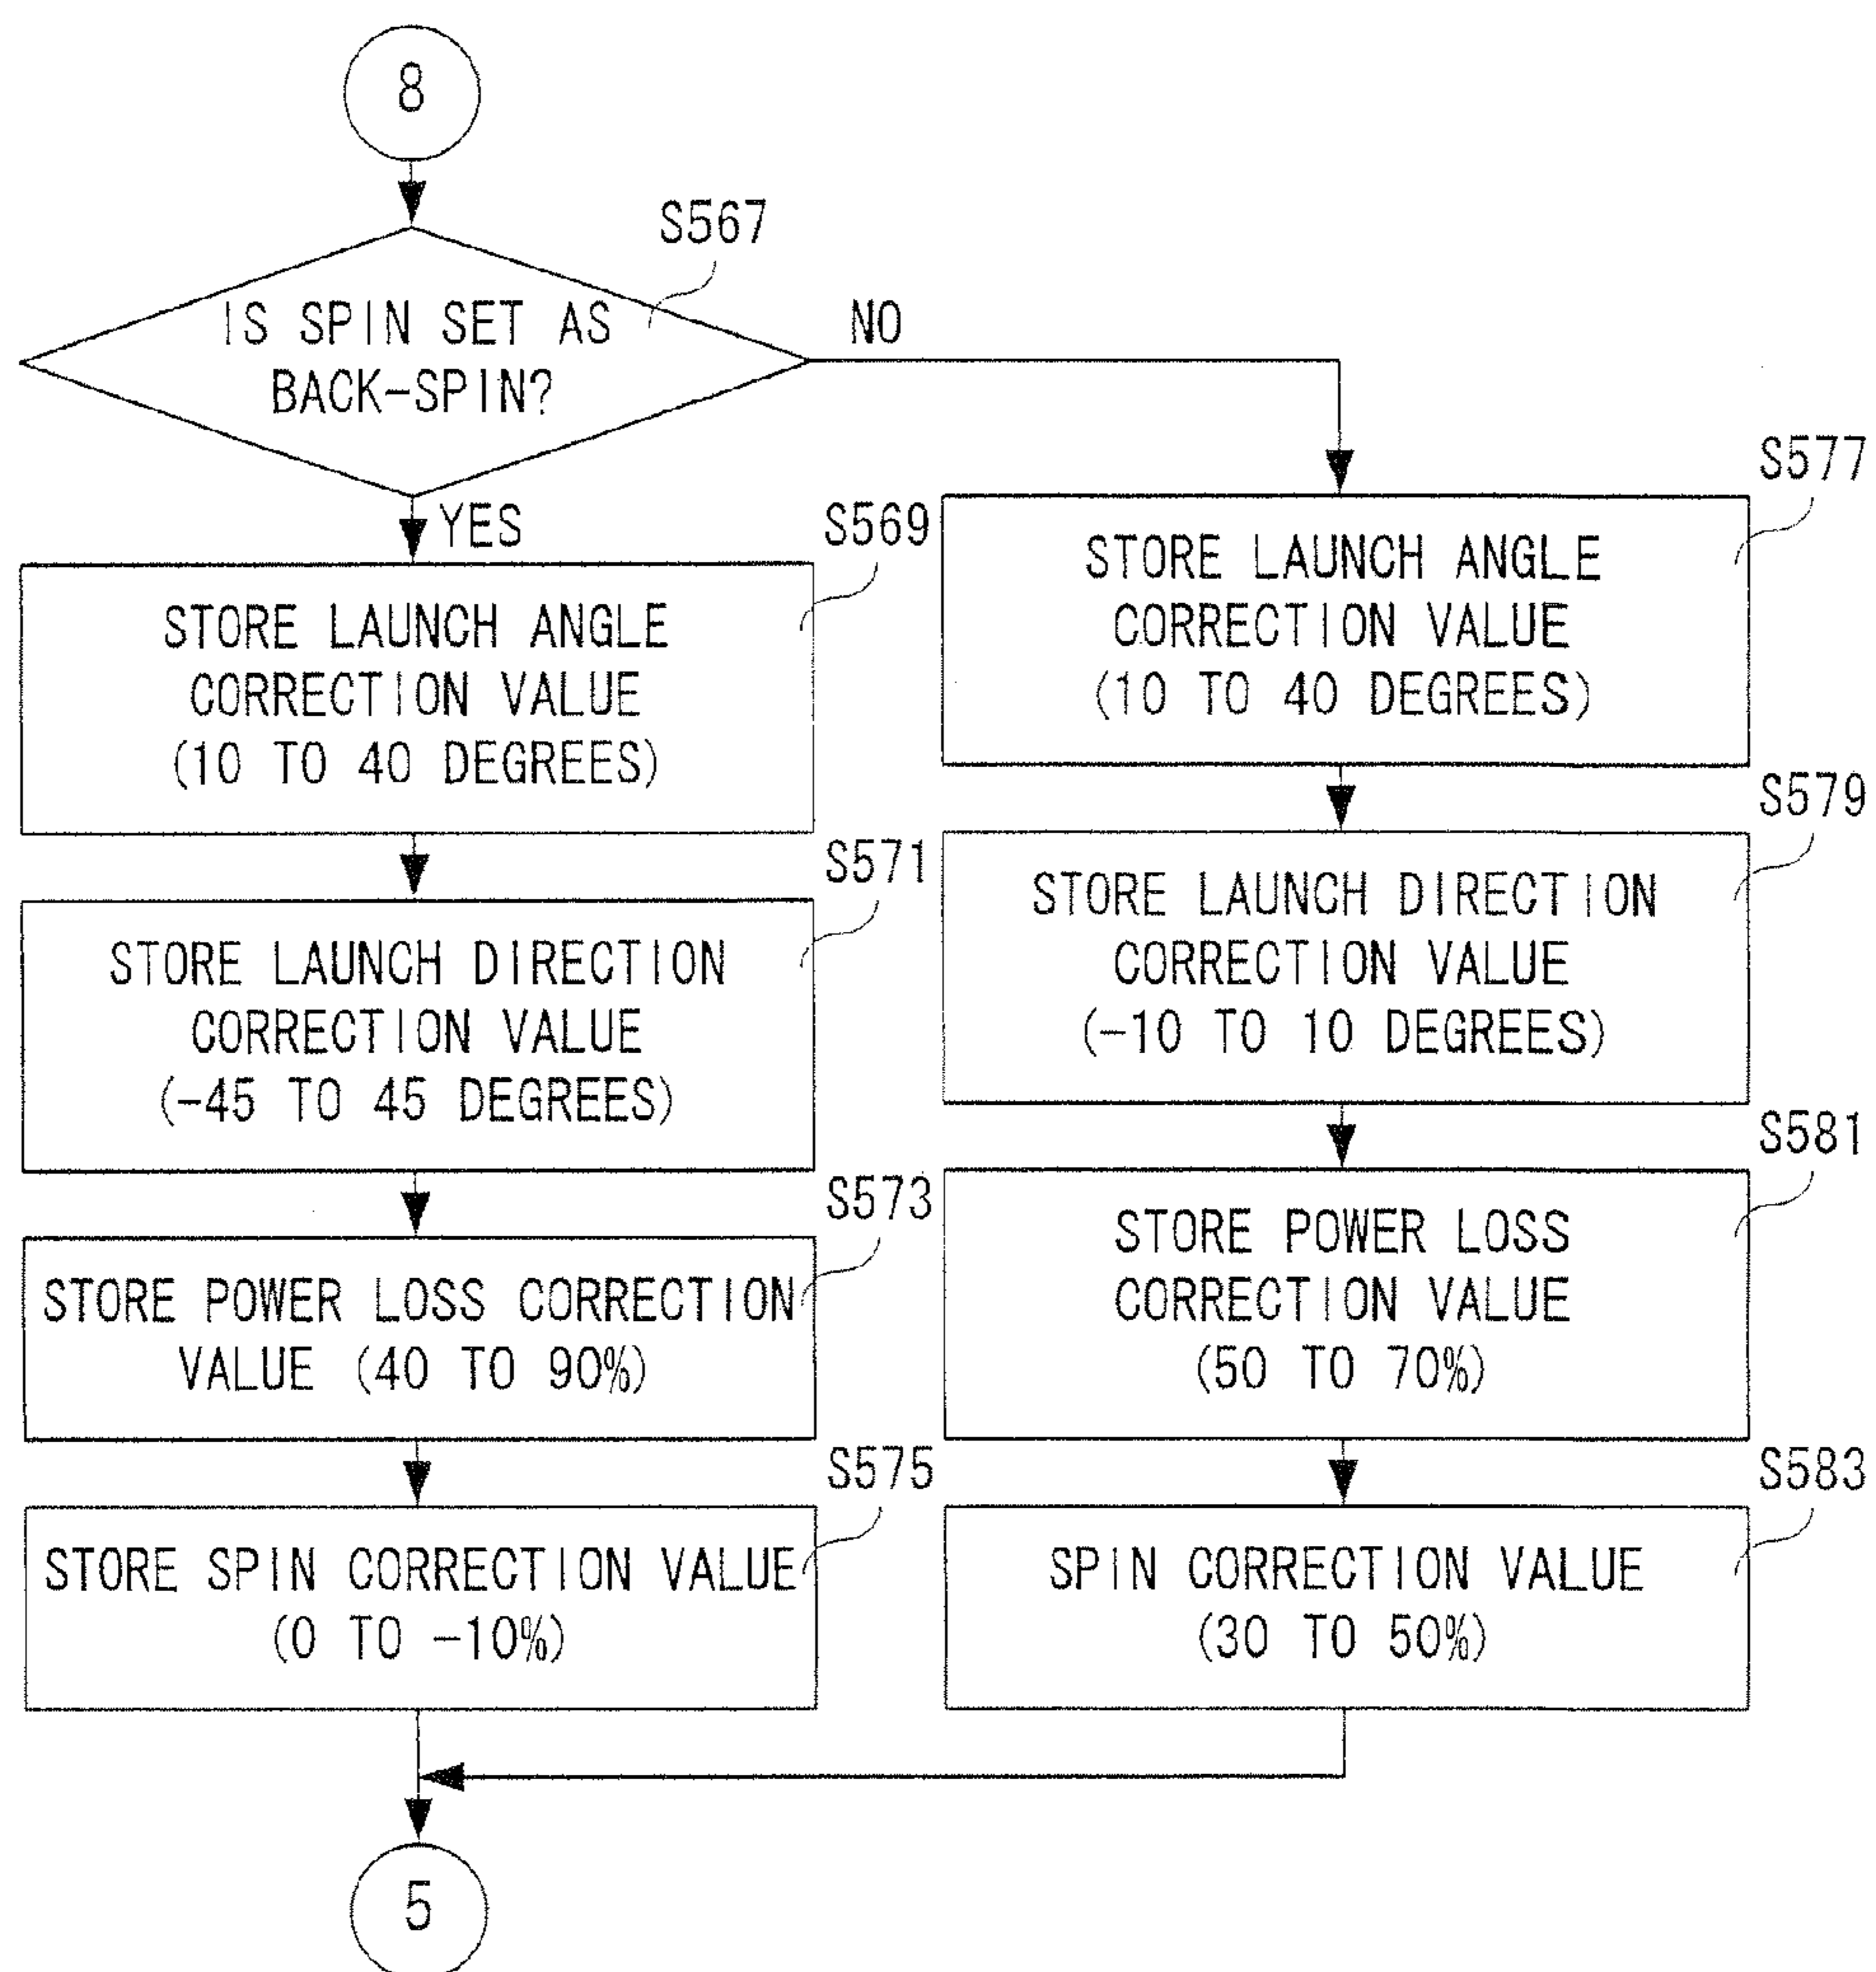 8
S567
IS SPIN SET AS
BACK-SPIN?
NO
YES
S569
STORE LAUNCH ANGLE
CORRECTION VALUE
(10 TO 40 DEGREES)
S571
STORE LAUNCH DIRECTION
CORRECTION VALUE
(-45 TO 45 DEGREES)
S573
STORE POWER LOSS CORRECTION
VALUE (40 TO 90%)
S575
STORE SPIN CORRECTION VALUE
(0 TO -10%)
S577
STORE LAUNCH ANGLE
CORRECTION VALUE
(10 TO 40 DEGREES)
S579
STORE LAUNCH DIRECTION
CORRECTION VALUE
(-10 TO 10 DEGREES)
S581
STORE POWER LOSS
CORRECTION VALUE
(50 TO 70%)
S583
SPIN CORRECTION VALUE
(30 TO 50%)
5